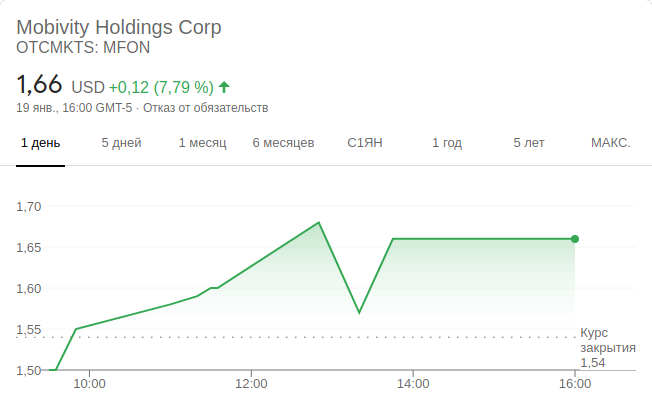 Mobivity Holdings Corp
OTCMKTS: MFON
1,66 USD +0,12 (7,79 %)
19 янв., 16:00 GMT-5 · Отказ от обязательств
1 день 5 дней 1 месяц 6 месяцев С1ЯН 1 год 5 лет МАКС.
1,70
1,65
1,60
1,55
Курс
закрытия
1,54
1,50
10:00 12:00 14:00 16:00